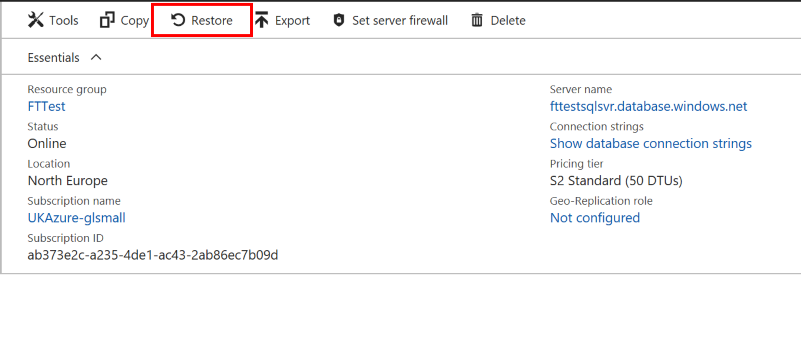 Tools Copy Restore Export Set server firewall Delete
Essentials
Resource group
FTTest
Status
Online
Location
North Europe
Subscription name
UKAzure-glsmall
Subscription ID
ab373e2c-a235-4de1-ac43-2ab86ec7b09d
Server name
fttestsqlsvr.database.windows.net
Connection strings
Show database connection strings
Pricing tier
S2 Standard (50 DTUs)
Geo-Replication role
Not configured